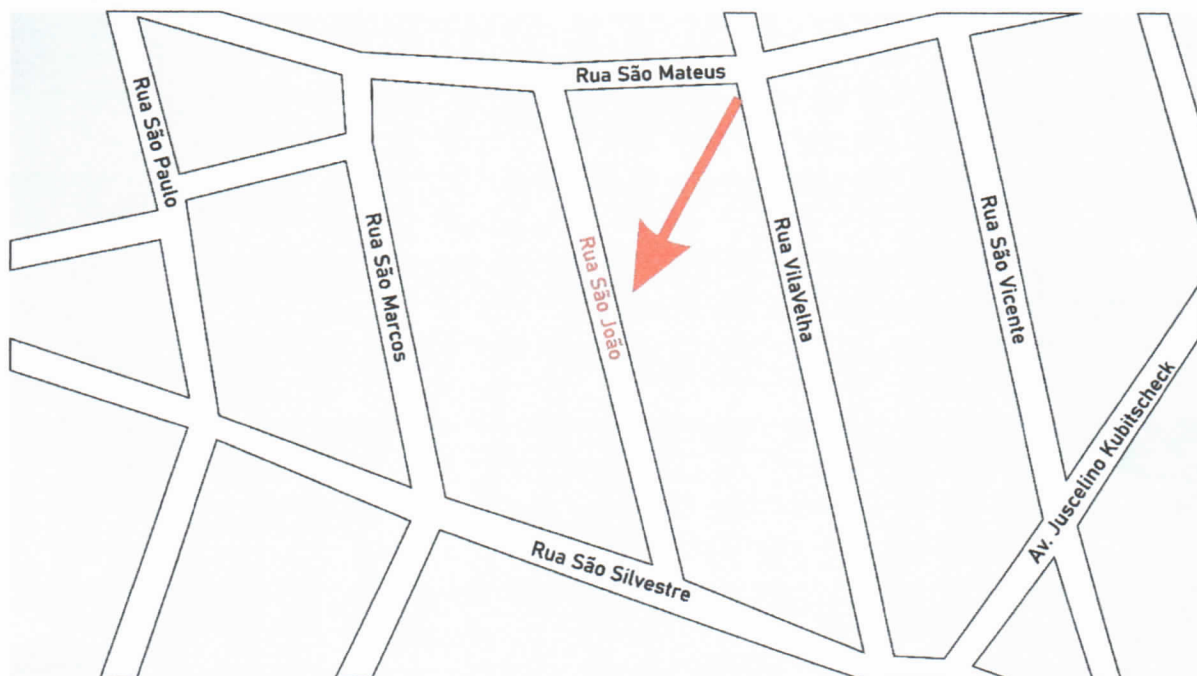 Rua São Mateus
Rua São Paulo
Rua São Marcos
Rua São João
Rua VilaVelha
Rua São Vicente
Av. Juscelino Kubitscheck
Rua São Silvestre